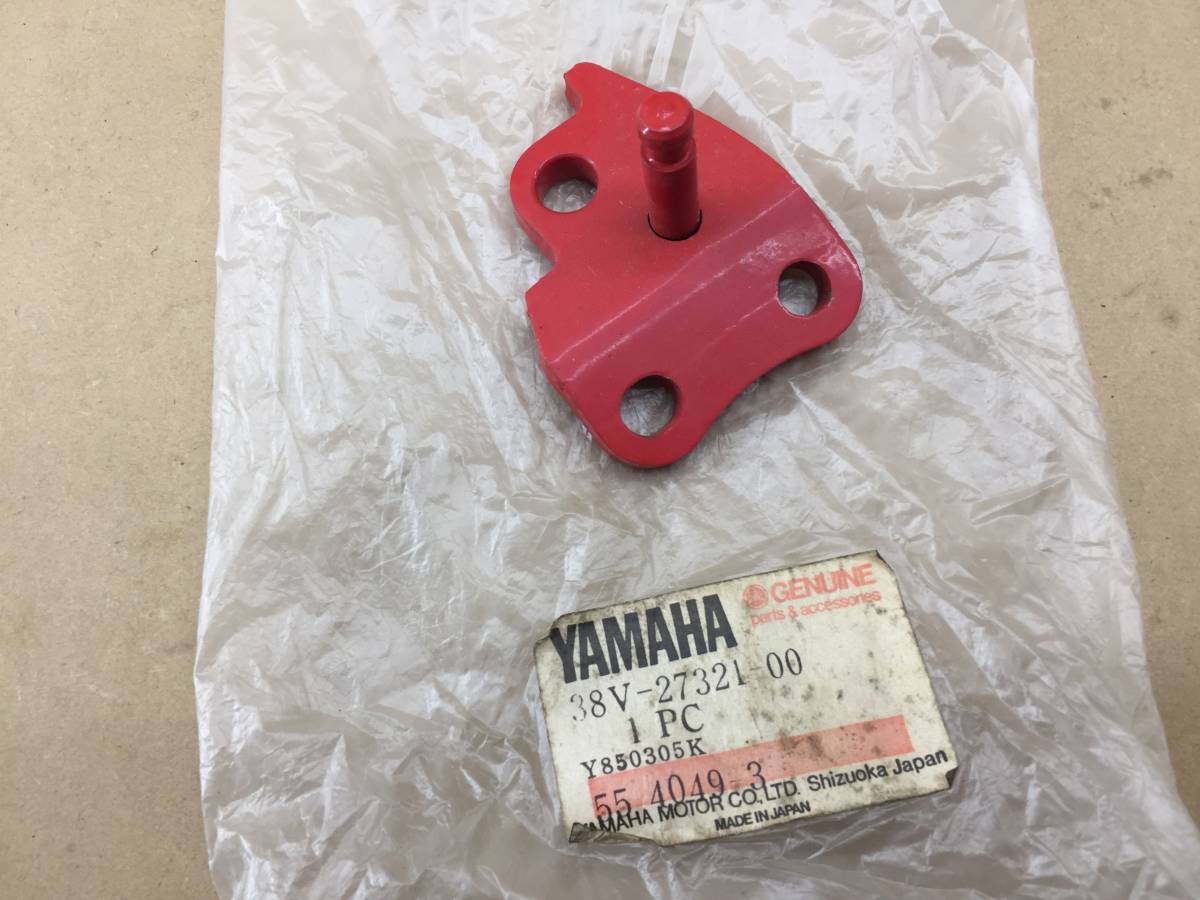 YAMAHA
GENUINE
parts & accessories
38V-27321-00
1 PC
Y850305K
55 4049-3
YAMAHA MOTOR CO., LTD. Shizuoka Japan
MADE IN JAPAN